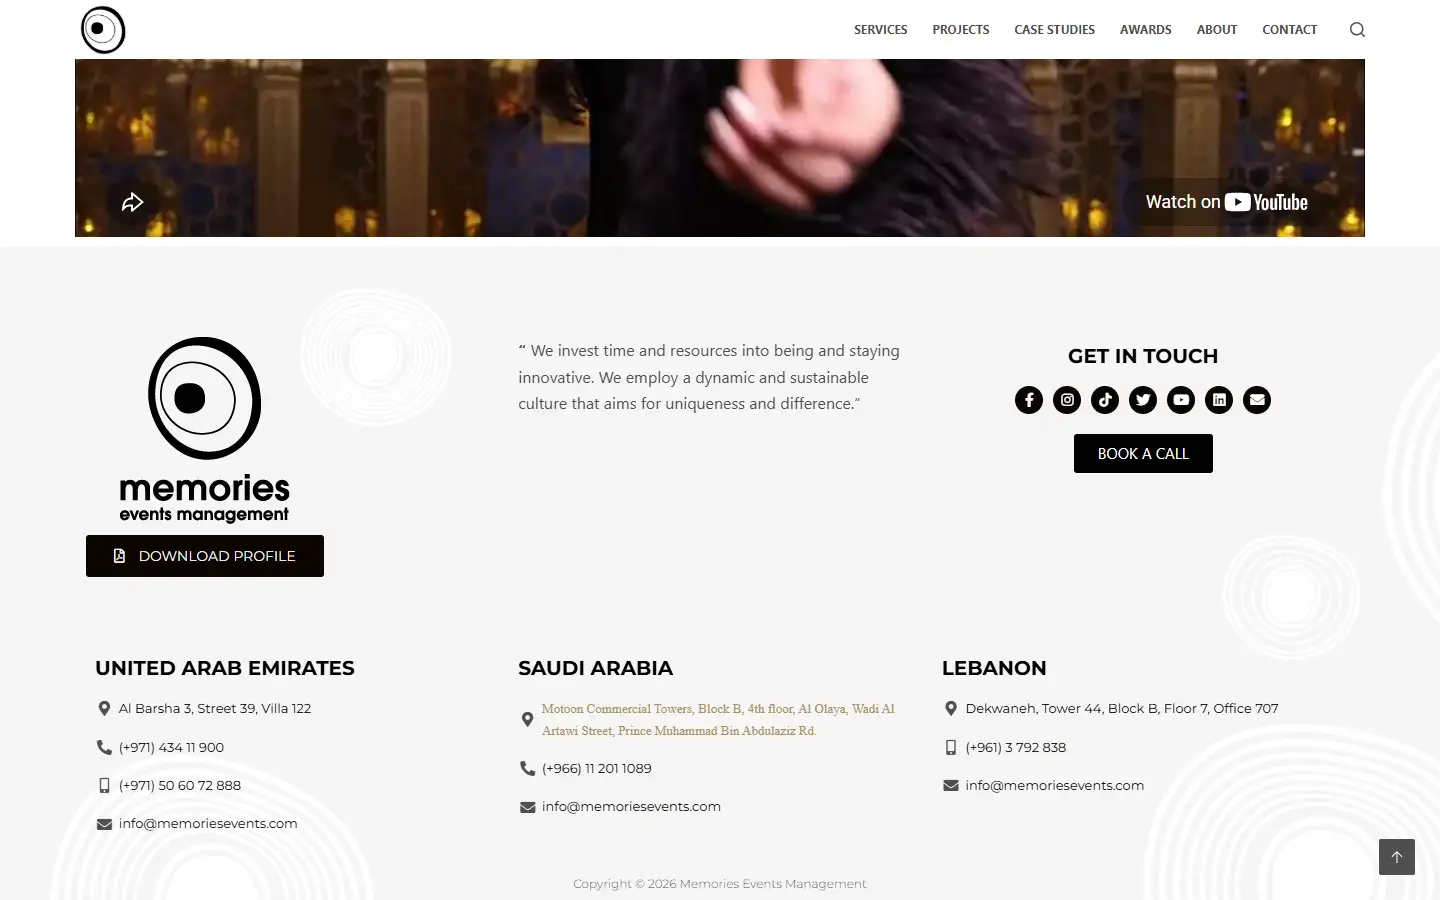 SERVICES PROJECTS CASE STUDIES AWARDS ABOUT CONTACT
Watch on YouTube
memories
events management
DOWNLOAD PROFILE
“ We invest time and resources into being and staying
innovative. We employ a dynamic and sustainable
culture that aims for uniqueness and difference.”
GET IN TOUCH
BOOK A CALL
UNITED ARAB EMIRATES
Al Barsha 3, Street 39, Villa 122
(+971) 434 11 900
(+971) 50 60 72 888
info@memoriesevents.com
SAUDI ARABIA
Motoon Commercial Towers, Block B, 4th floor, Al Olaya, Wadi Al
Artawi Street, Prince Muhammad Bin Abdulaziz Rd.
(+966) 11 201 1089
info@memoriesevents.com
LEBANON
Dekwaneh, Tower 44, Block B, Floor 7, Office 707
(+961) 3 792 838
info@memoriesevents.com
Copyright © 2026 Memories Events Management